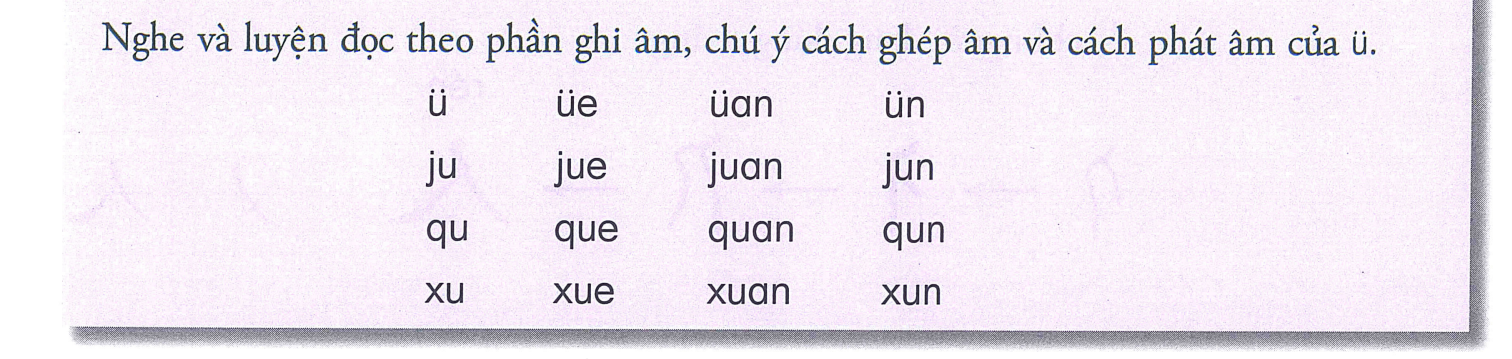 Nghe và luyện đọc theo phần ghi âm, chú ý cách ghép âm và cách phát âm của ü.
ü üe üan ün
ju jue juan jun
qu que quan qun
xu xue xuan xun